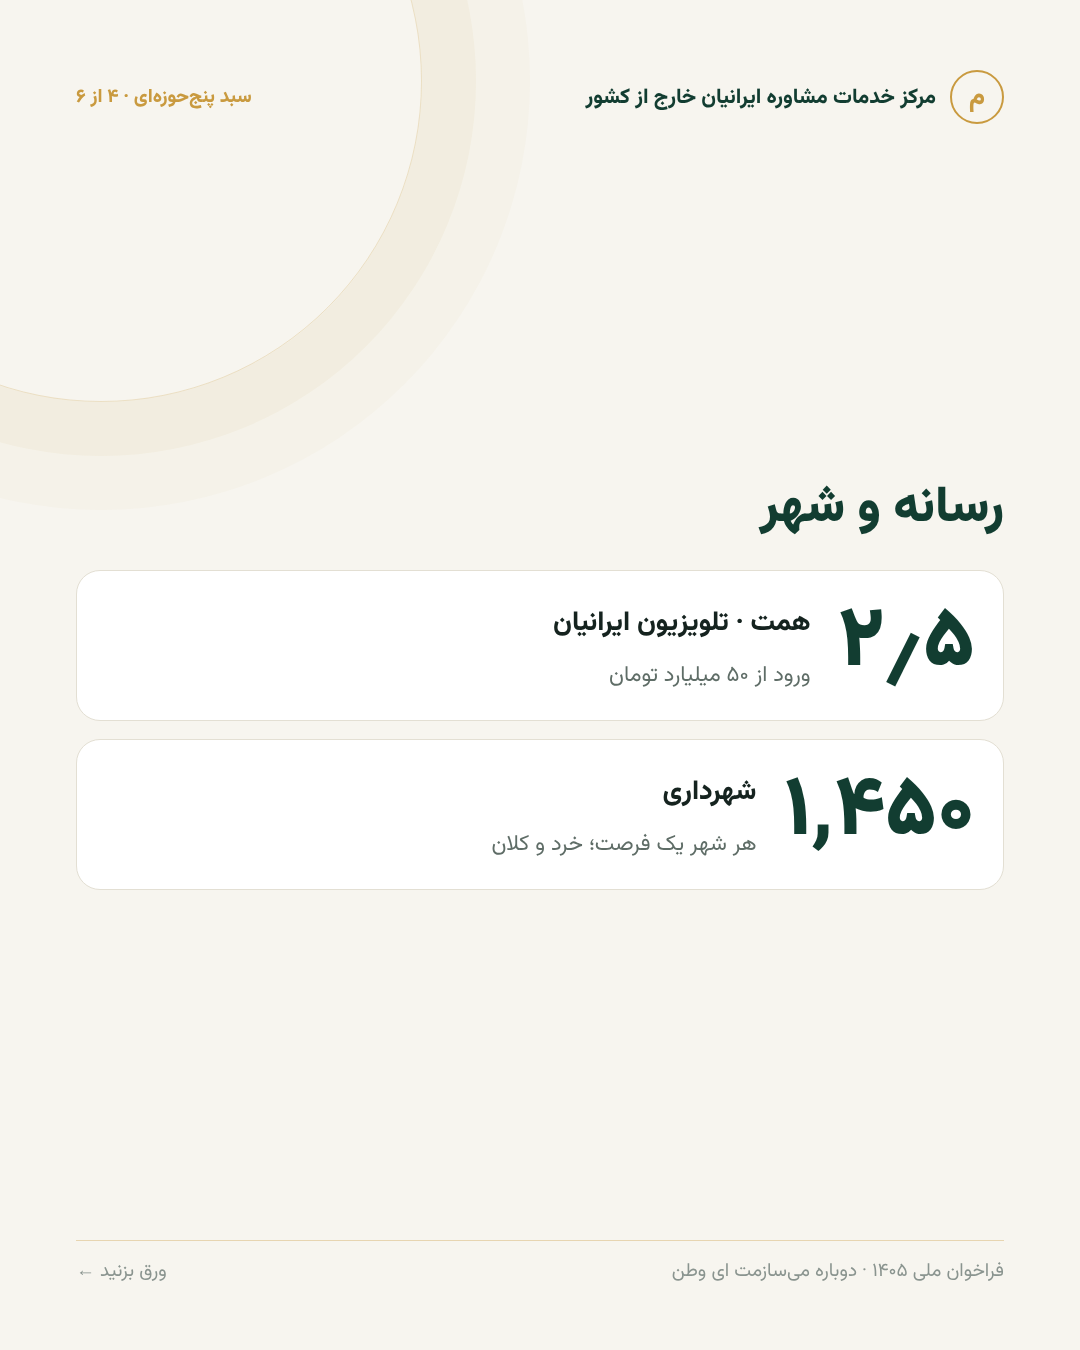 م
مرکز خدمات مشاوره ایرانیان خارج از کشور
سبد پنج‌حوزه‌ای · ۴ از ۶
رسانه و شهر
۲٫۵
همت · تلویزیون ایرانیان
ورود از ۵۰ میلیارد تومان
۱,۴۵۰
شهرداری
هر شهر یک فرصت؛ خرد و کلان
فراخوان ملی ۱۴۰۵ · دوباره می‌سازمت ای وطن
ورق بزنید ←